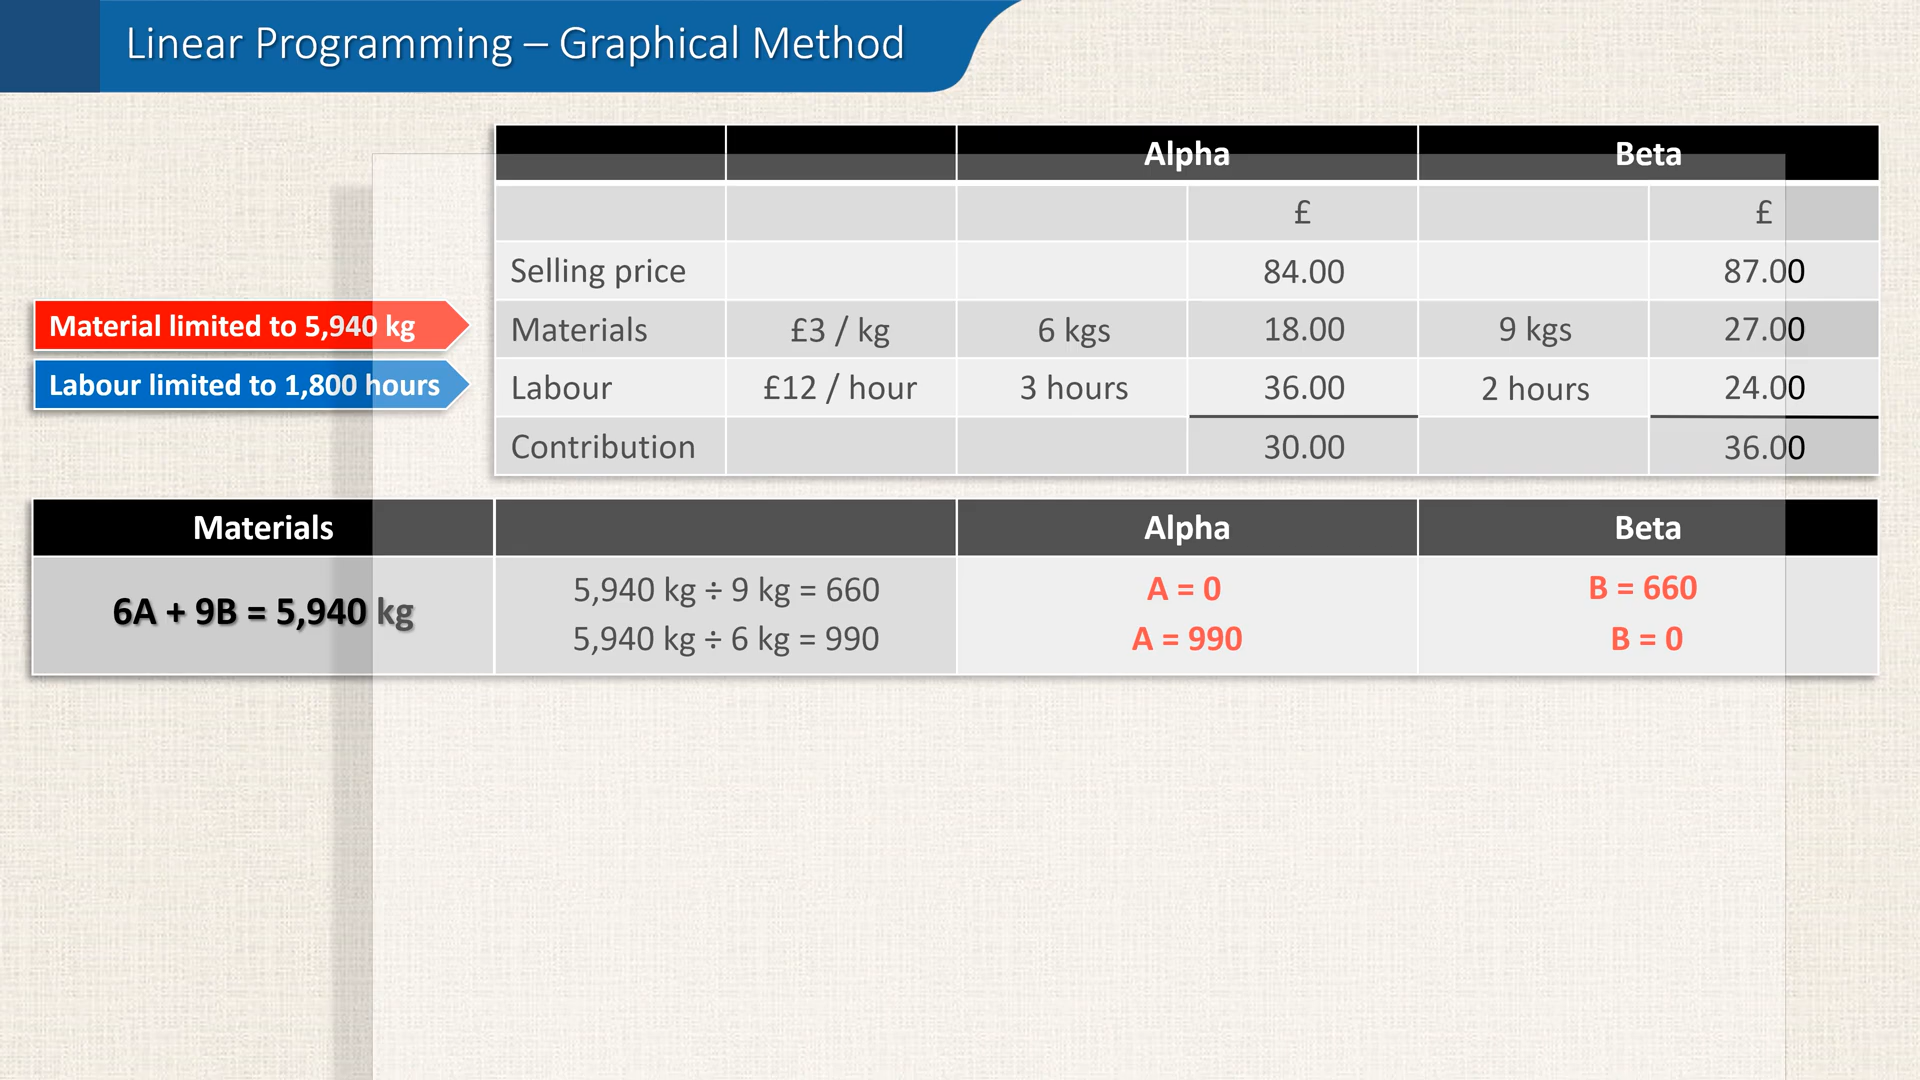 Linear Programming – Graphical Method
Alpha Beta
£ £
Selling price 84.00 87.00
Material limited to 5,940 kg
Materials £3 / kg 6 kgs 18.00 9 kgs 27.00
Labour limited to 1,800 hours
Labour £12 / hour 3 hours 36.00 2 hours 24.00
Contribution 30.00 36.00
Materials Alpha Beta
6A + 9B = 5,940 kg
5,940 kg ÷ 9 kg = 660 A = 0 B = 660
5,940 kg ÷ 6 kg = 990 A = 990 B = 0